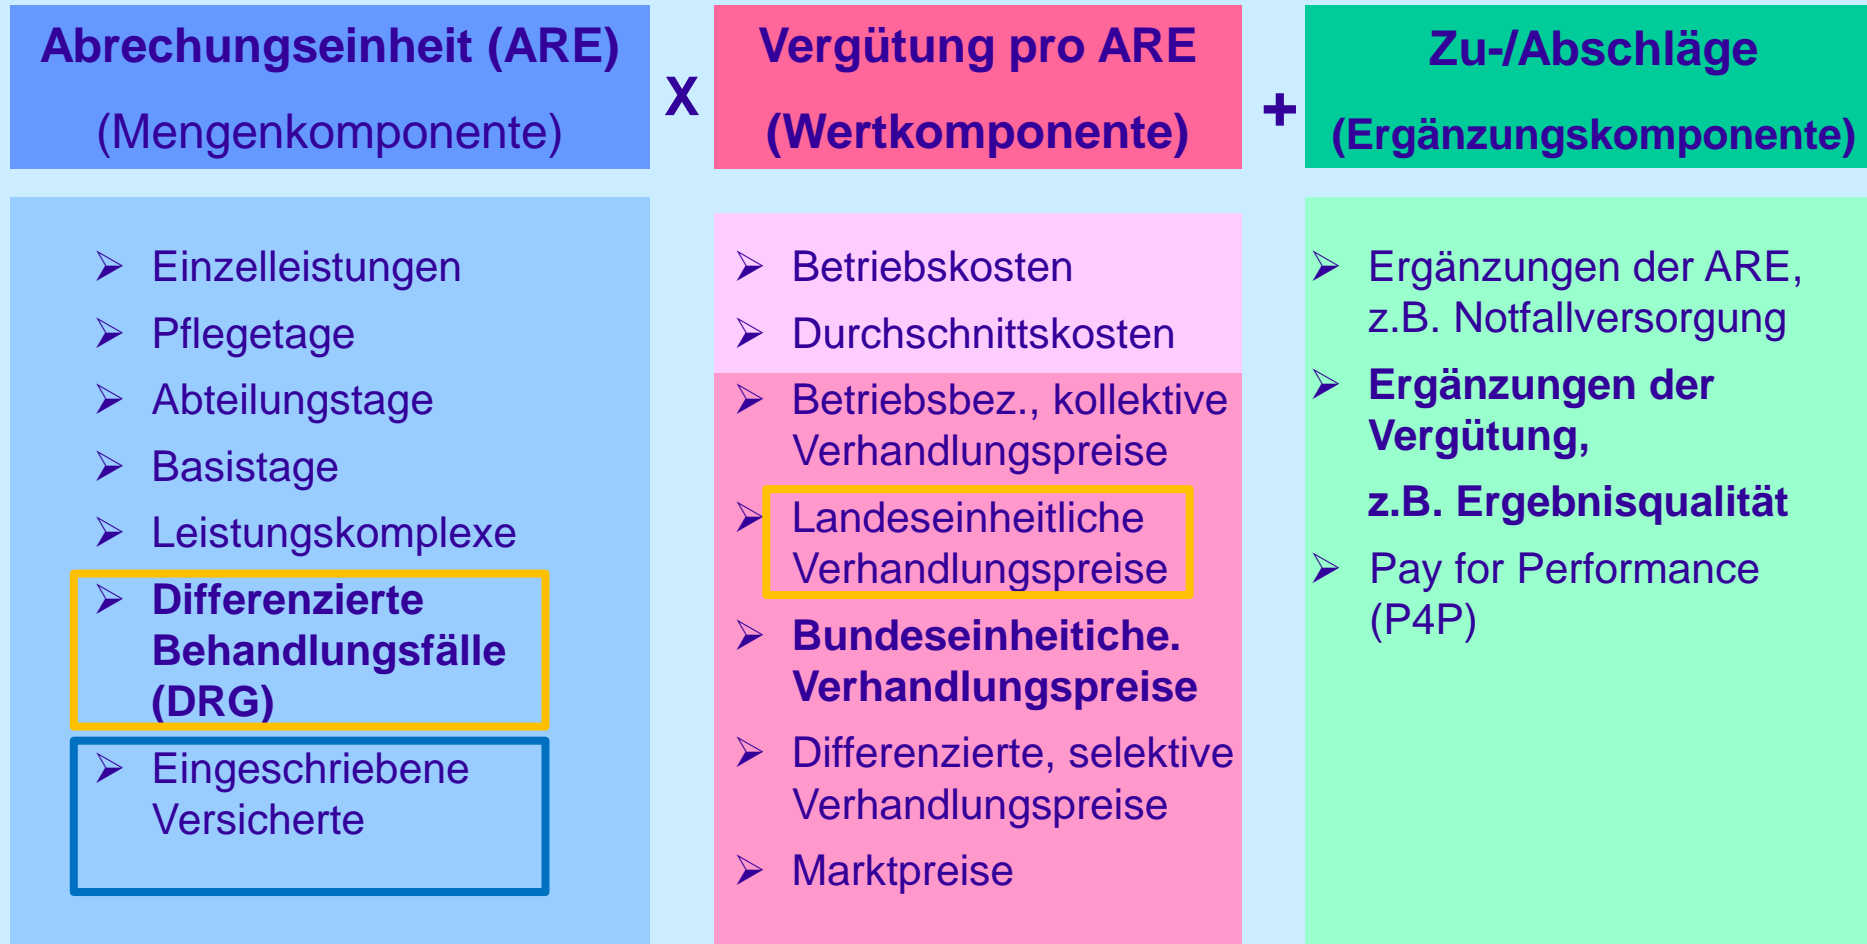 Abrechungseinheit (ARE)
(Mengenkomponente)
X
Vergütung pro ARE
(Wertkomponente)
+
Zu-/Abschläge
(Ergänzungskomponente)
➢ Einzelleistungen
➢ Pflegetage
➢ Abteilungstage
➢ Basistage
➢ Leistungskomplexe
➢ Differenzierte
Behandlungsfälle
(DRG)
➢ Eingeschriebene
Versicherte
➢ Betriebskosten
➢ Durchschnittskosten
➢ Betriebsbez., kollektive
Verhandlungspreise
➢ Landeseinheitliche
Verhandlungspreise
➢ Bundeseinheitiche.
Verhandlungspreise
➢ Differenzierte, selektive
Verhandlungspreise
➢ Marktpreise
➢ Ergänzungen der ARE,
z.B. Notfallversorgung
➢ Ergänzungen der
Vergütung,
z.B. Ergebnisqualität
➢ Pay for Performance
(P4P)